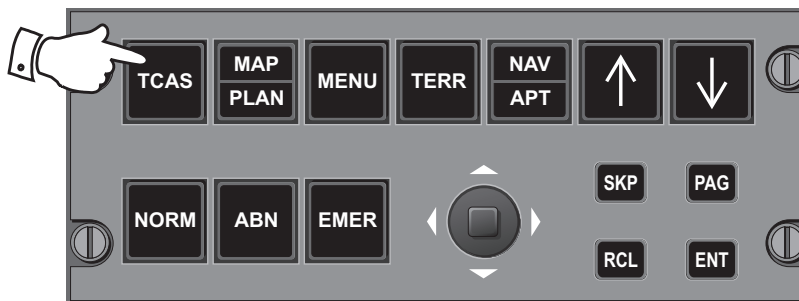 TCAS MAP MENU TERR NAV
PLAN APT
NORM ABN EMER SKP PAG
RCL ENT